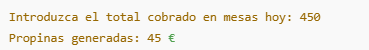 Introduzca el total cobrado en mesas hoy: 450
Propinas generadas: 45 €